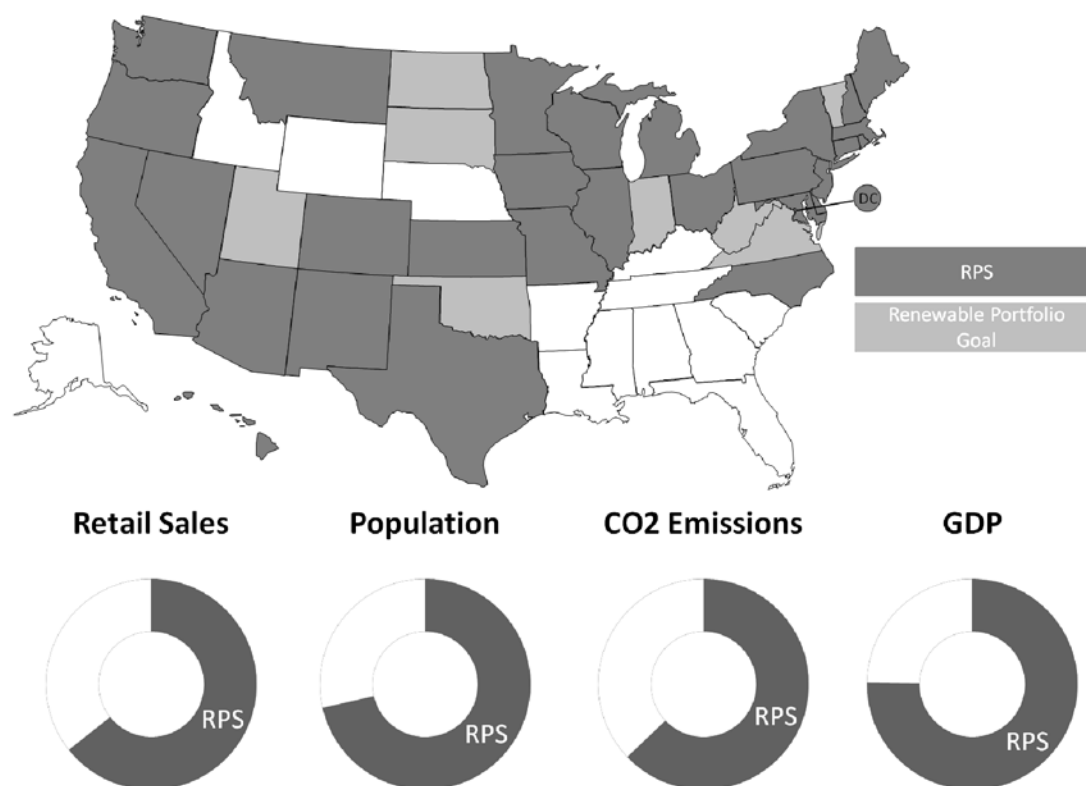 DC
RPS
Renewable Portfolio
Goal
Retail Sales
Population
CO2 Emissions
GDP
RPS
RPS
RPS
RPS